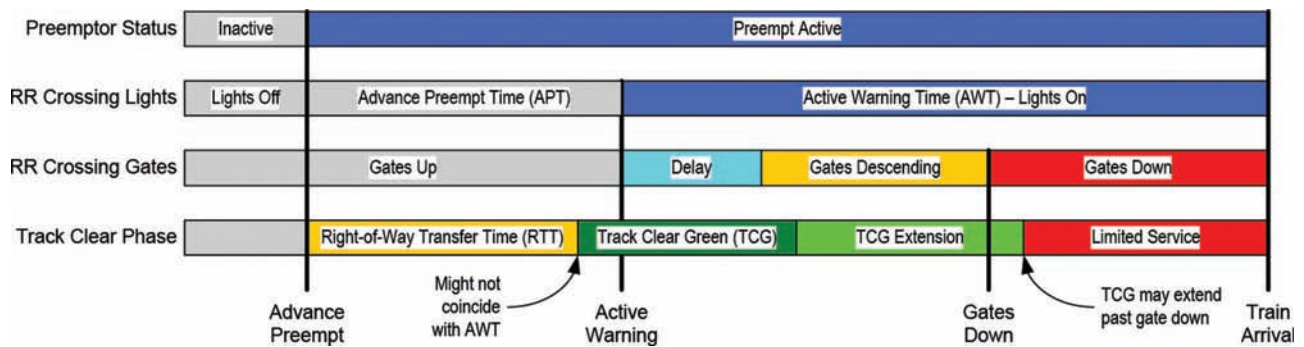 Preemptor Status
Inactive
Preempt Active
RR Crossing Lights
Lights Off
Advance Preempt Time (APT)
Active Warning Time (AWT) – Lights On
RR Crossing Gates
Gates Up
Delay
Gates Descending
Gates Down
Track Clear Phase
Right-of-Way Transfer Time (RTT)
Track Clear Green (TCG)
TCG Extension
Limited Service
Advance
Preempt
Might not
coincide
with AWT
Active
Warning
Gates
Down
TCG may extend
past gate down
Train
Arrival